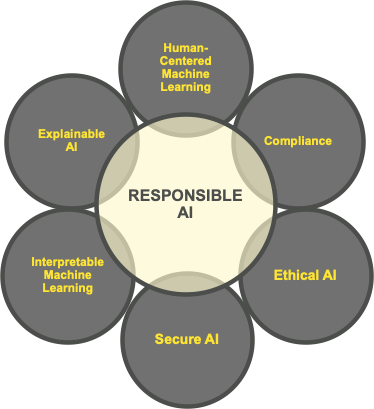 Human-
Centered
Machine
Learning
Explainable
AI
Compliance
RESPONSIBLE
AI
Interpretable
Machine
Learning
Ethical AI
Secure AI